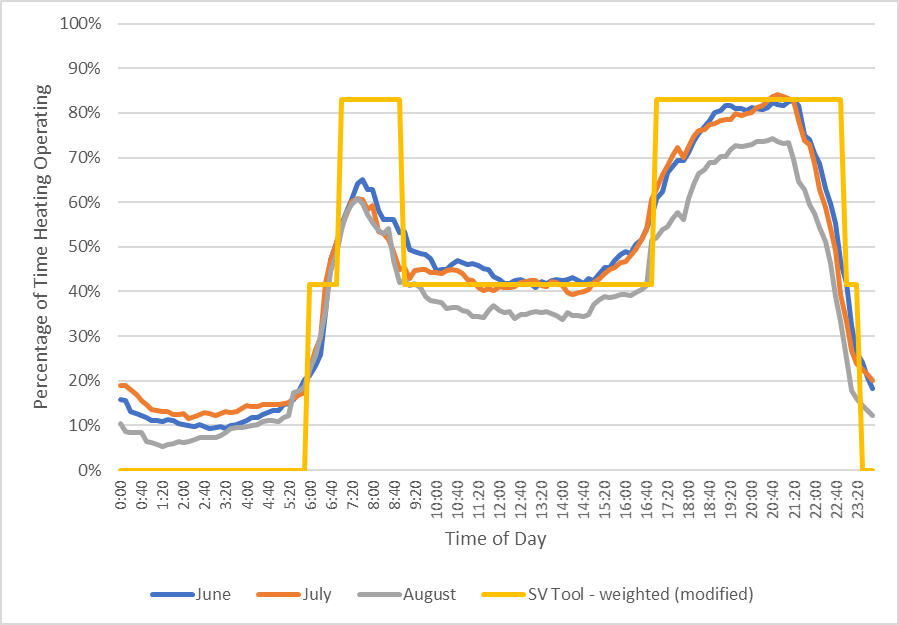 100%
90%
80%
70%
60%
50%
40%
30%
20%
10%
0%
Percentage of Time Heating Operating
0:00 0:40 1:20 2:00 2:40 3:20 4:00 4:40 5:20 6:00 6:40 7:20 8:00 8:40 9:20 10:00 10:40 11:20 12:00 12:40 13:20 14:00 14:40 15:20 16:00 16:40 17:20 18:00 18:40 19:20 20:00 20:40 21:20 22:00 22:40 23:20
Time of Day
June July August SV Tool - weighted (modified)